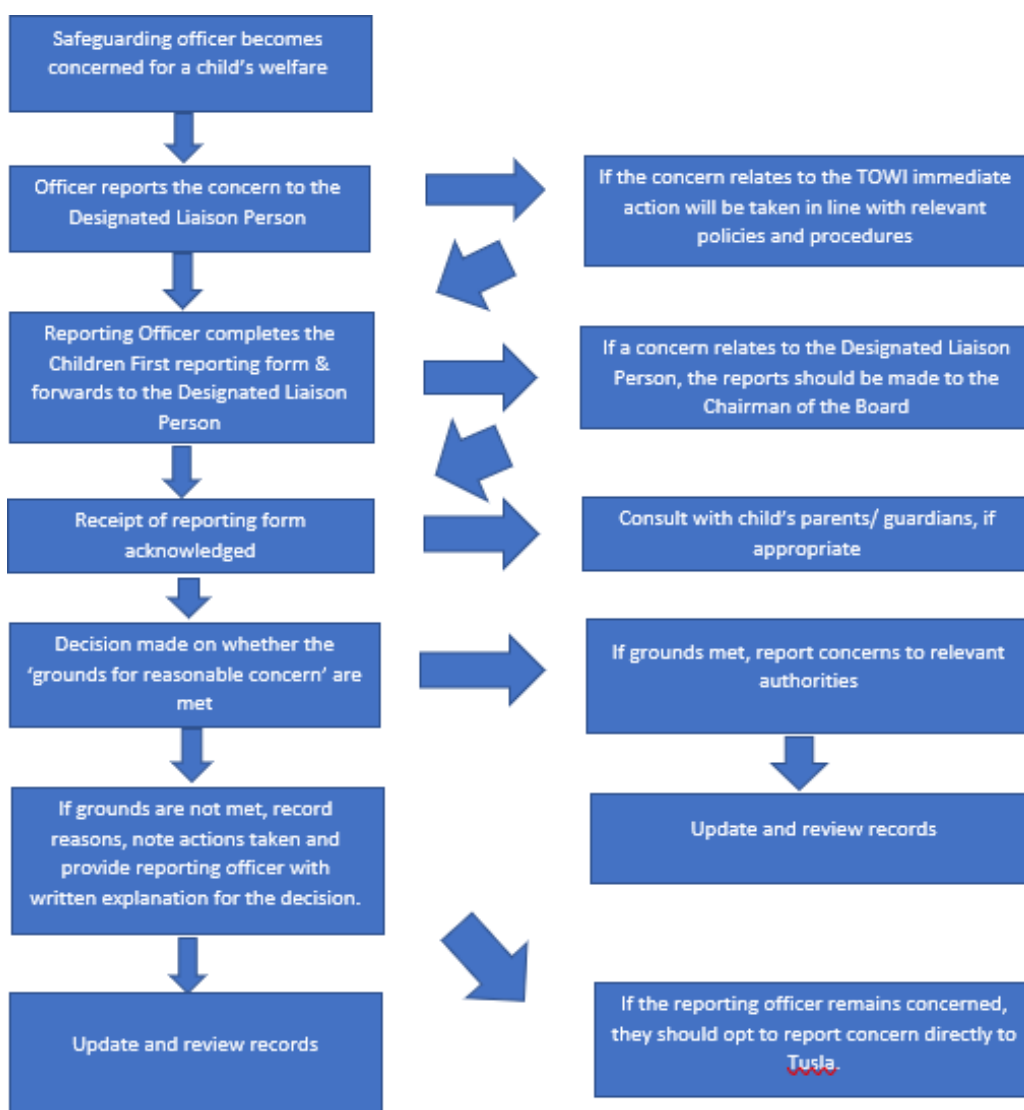 Safeguarding officer becomes
concerned for a child's welfare
Officer reports the concern to the
Designated Liaison Person
If the concern relates to the TOWI immediate
action will be taken in line with relevant
policies and procedures
Reporting Officer completes the
Children First reporting form &
forwards to the Designated Liaison
Person
If a concern relates to the Designated Liaison
Person, the reports should be made to the
Chairman of the Board
Receipt of reporting form
acknowledged
Consult with child's parents/ guardians, if
appropriate
Decision made on whether the
‘grounds for reasonable concern’ are
met
If grounds met, report concerns to relevant
authorities
If grounds are not met, record
reasons, note actions taken and
provide reporting officer with
written explanation for the decision.
Update and review records
Update and review records
If the reporting officer remains concerned,
they should opt to report concern directly to
Tusla.